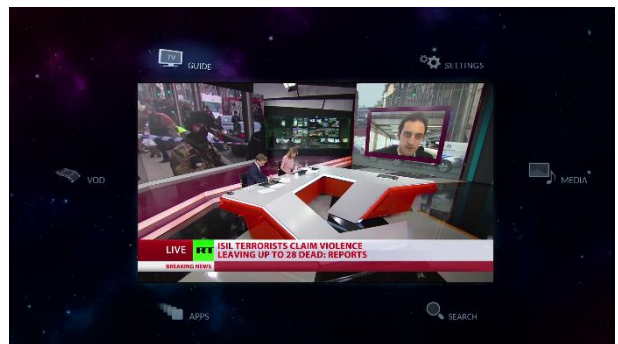 TV
GUIDE
SETTINGS
VOD
MEDIA
LIVE
RT
ISIL TERRORISTS CLAIM VIOLENCE
LEAVING UP TO 28 DEAD: REPORTS
BREAKING NEWS
APPS
SEARCH